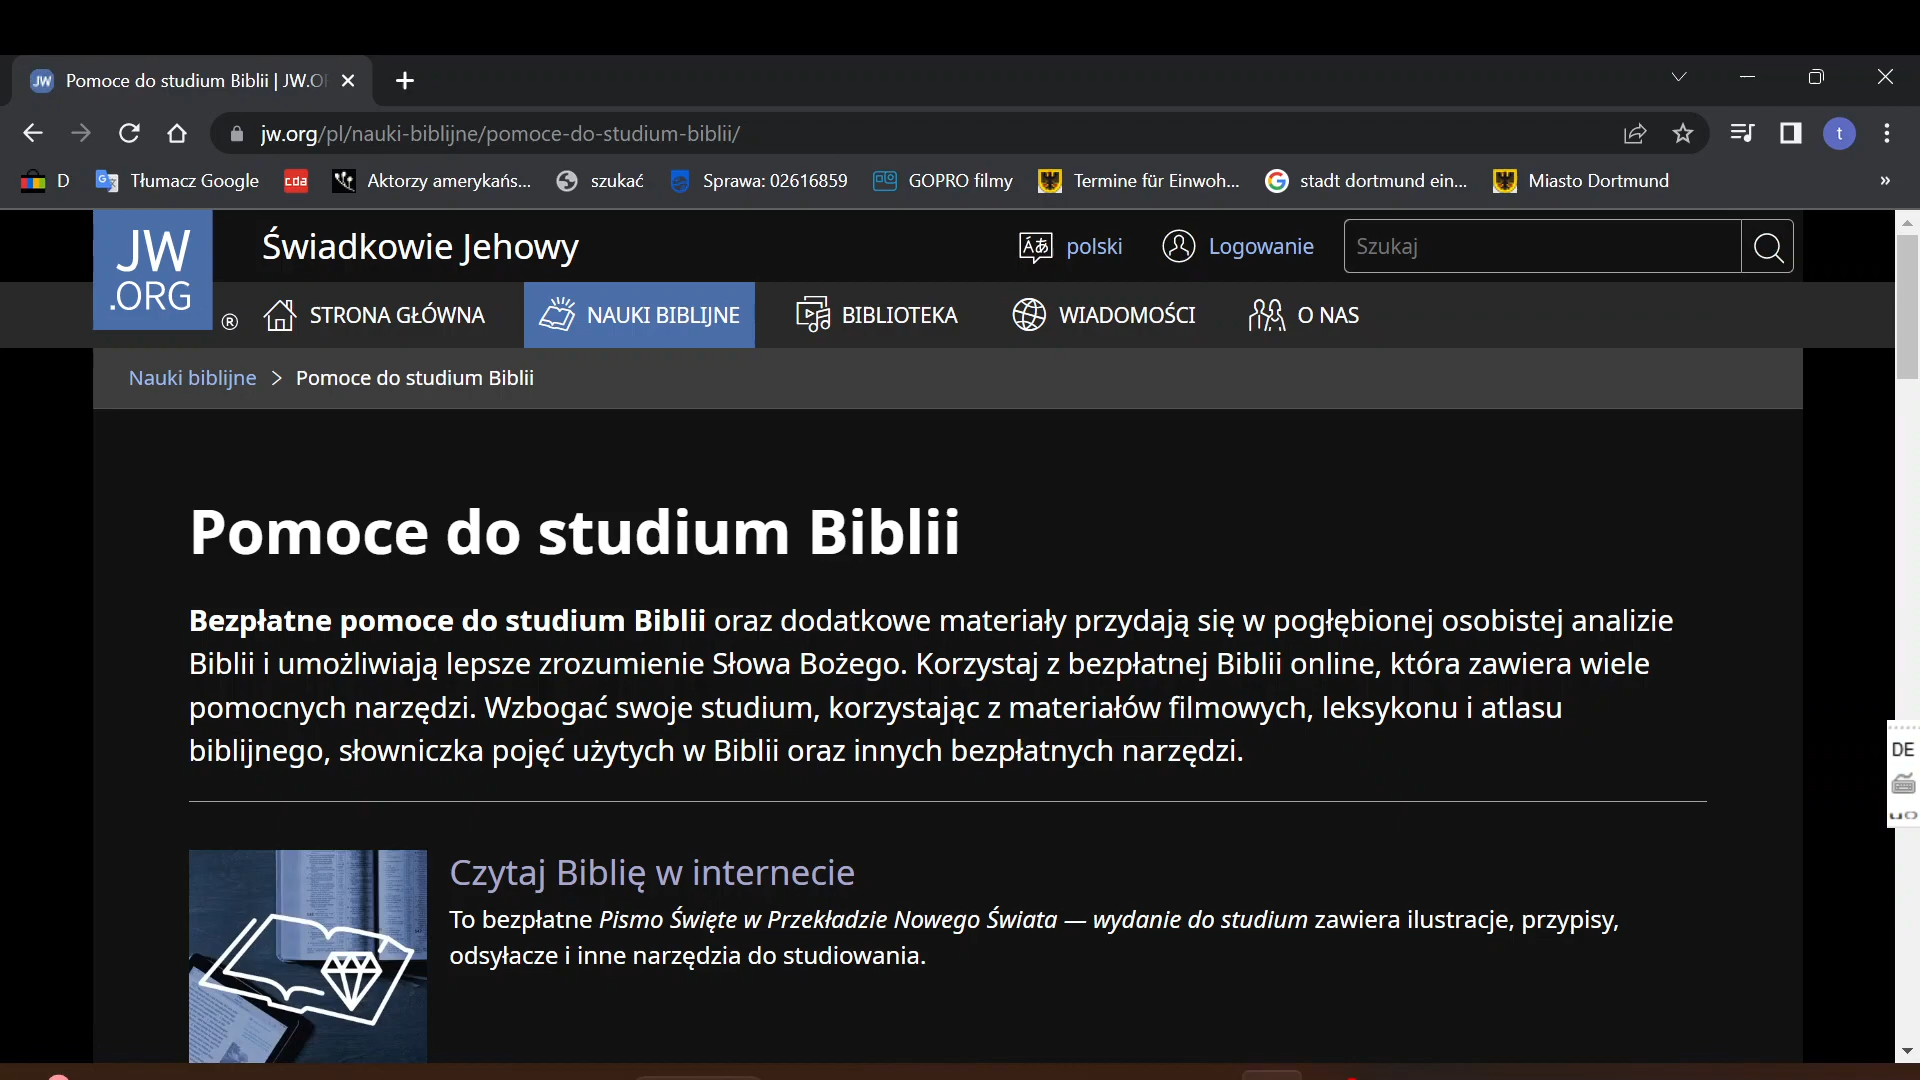 Pomoce do studium Biblii | JW.O
jw.org/pl/nauki-biblijne/pomoce-do-studium-biblii/
t
D
Tłumacz Google
cda
Aktorzy amerykańs...
szukać
Sprawa: 02616859
GOPRO filmy
Termine für Einwoh...
stadt dortmund ein...
Miasto Dortmund
»
JW
.ORG
®
Świadkowie Jehowy
polski
Logowanie
Szukaj
STRONA GŁÓWNA
NAUKI BIBLIJNE
BIBLIOTEKA
WIADOMOŚCI
O NAS
Nauki biblijne > Pomoce do studium Biblii
Pomoce do studium Biblii
Bezpłatne pomoce do studium Biblii oraz dodatkowe materiały przydają się w pogłębionej osobistej analizie
Biblii i umożliwiają lepsze zrozumienie Słowa Bożego. Korzystaj z bezpłatnej Biblii online, która zawiera wiele
pomocnych narzędzi. Wzbogać swoje studium, korzystając z materiałów filmowych, leksykonu i atlasu
biblijnego, słowniczka pojęć użytych w Biblii oraz innych bezpłatnych narzędzi.
DE
Czytaj Biblię w internecie
To bezpłatne Pismo Święte w Przekładzie Nowego Świata — wydanie do studium zawiera ilustracje, przypisy,
odsyłacze i inne narzędzia do studiowania.